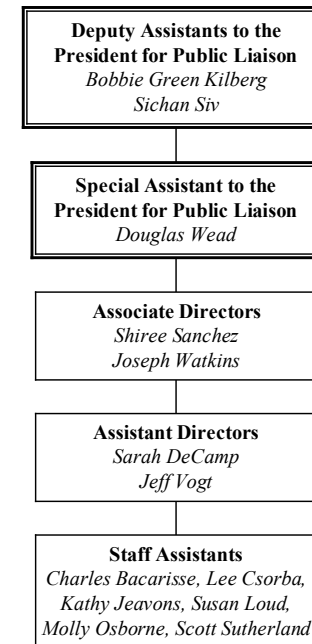 Deputy Assistants to the
President for Public Liaison
Bobbie Green Kilberg
Sichan Siv
Special Assistant to the
President for Public Liaison
Douglas Wead
Associate Directors
Shiree Sanchez
Joseph Watkins
Assistant Directors
Sarah DeCamp
Jeff Vogt
Staff Assistants
Charles Bacarisse, Lee Csorba,
Kathy Jeavons, Susan Loud,
Molly Osborne, Scott Sutherland